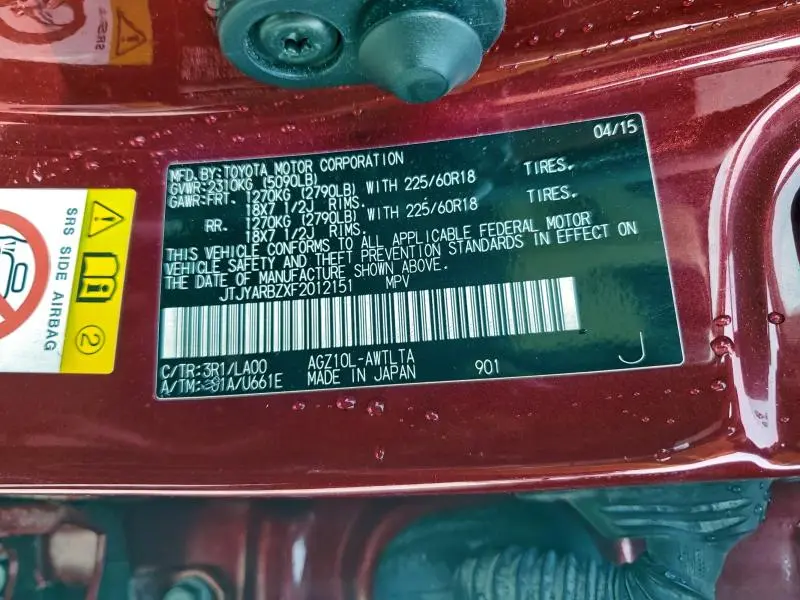 04/15
MFD.BY:TOYOTA MOTOR CORPORATION
GVWR:2310KG (5090LB)
GAWR:FRT. 1270KG (2790LB) WITH 225/60R18 TIRES.
18X7 1/2J RIMS.
RR. 1270KG (2790LB) WITH 225/60R18 TIRES.
18X7 1/2J RIMS.
THIS VEHICLE CONFORMS TO ALL APPLICABLE FEDERAL MOTOR
VEHICLE SAFETY AND THEFT PREVENTION STANDARDS IN EFFECT ON
THE DATE OF MANUFACTURE SHOWN ABOVE.
JTJYARBZXF2012151 MPV
C/TR:3R1/LA00 AGZ10L-AWTLTA
A/TM: /U661E MADE IN JAPAN 901 J
SRS SIDE AIRBAG
2